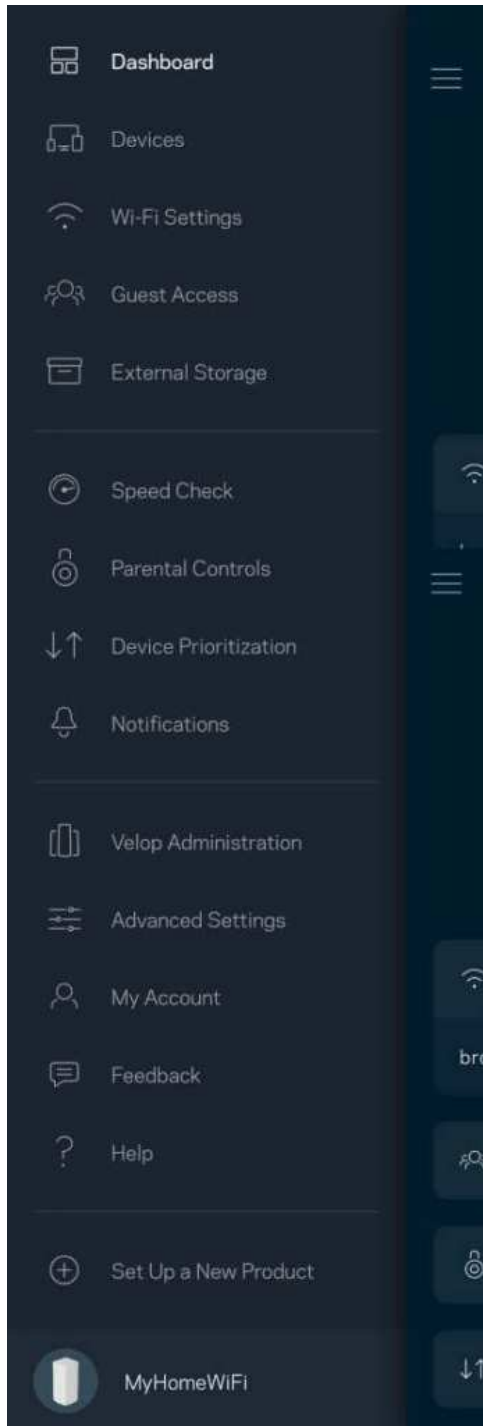 Dashboard
Devices
Wi-Fi Settings
Guest Access
External Storage
Speed Check
Parental Controls
Device Prioritization
Notifications
Velop Administration
Advanced Settings
My Account
bro
Feedback
Help
Set Up a New Product
MyHomeWiFi